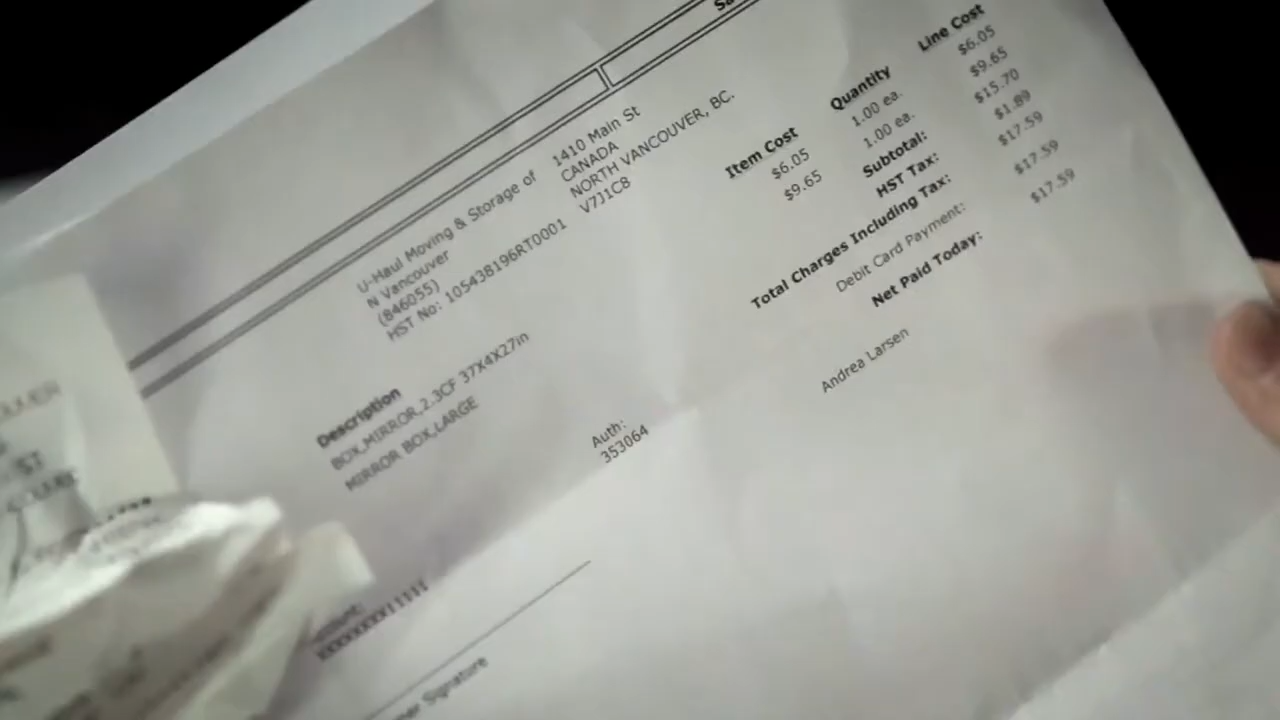 U-Haul Moving & Storage of
N Vancouver
(846055)
HST No: 105438196RT0001
1410 Main St
CANADA
NORTH VANCOUVER, BC.
V7J1C8
Description
BOX,MIRROR,2.3CF 37X4X27in
MIRROR BOX,LARGE
Item Cost
$6.05
$9.65
Quantity
1.00 ea.
1.00 ea.
Line Cost
$6.05
$9.65
Subtotal: $15.70
HST Tax: $1.89
Total Charges Including Tax: $17.59
Debit Card Payment: $17.59
Net Paid Today: $17.59
Andrea Larsen
Auth:
353064
XXXXXXX11111
Signature
ST